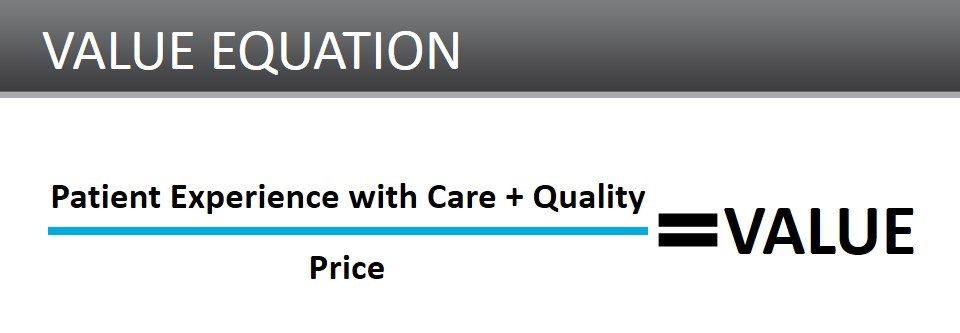 VALUE EQUATION
Patient Experience with Care + Quality
=VALUE
Price